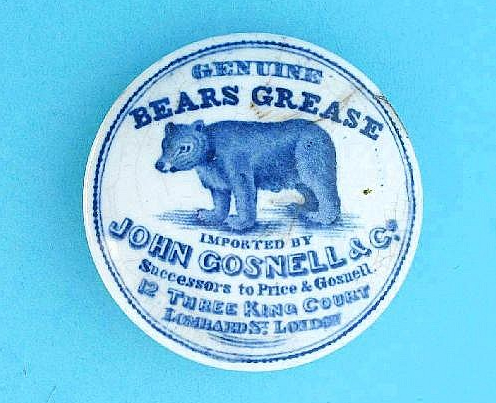 GENUINE
BEARS GREASE
IMPORTED BY
JOHN GOSNELL & Co.
Successors to Price & Gosnell.
12 THREE KING COURT
LOMBARD ST. LONDON